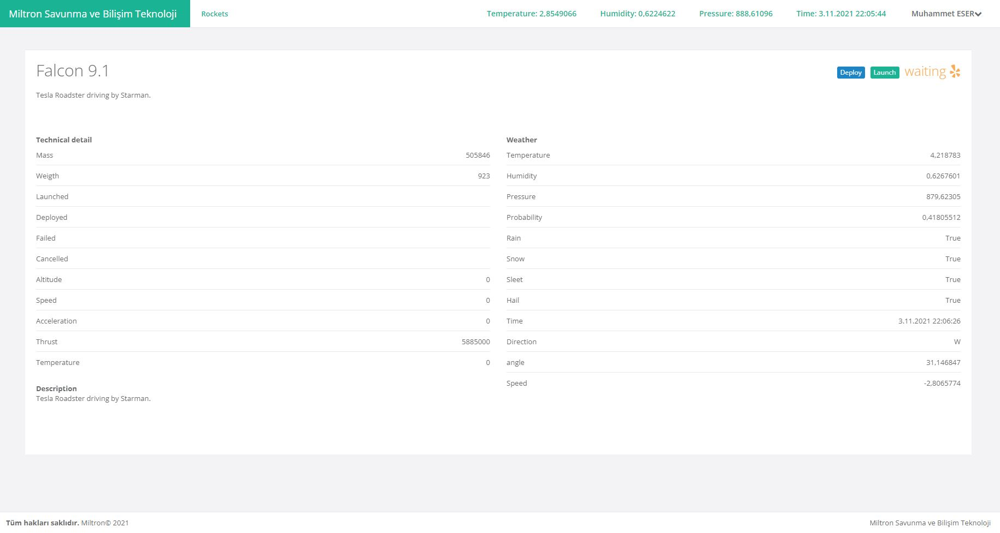 Miltron Savunma ve Bilişim Teknoloji Rockets Temperature: 2,8549066 Humidity: 0,6224622 Pressure: 888,61096 Time: 3.11.2021 22:05:44 Muhammet ESER
Falcon 9.1 Deploy Launch waiting
Tesla Roadster driving by Starman.
Technical detail
Mass 505846
Weigth 923
Launched
Deployed
Failed
Cancelled
Altitude 0
Speed 0
Acceleration 0
Thrust 5885000
Temperature 0
Description
Tesla Roadster driving by Starman.
Weather
Temperature 4,218783
Humidity 0,6267601
Pressure 879,62305
Probability 0,41805512
Rain True
Snow True
Sleet True
Hail True
Time 3.11.2021 22:06:26
Direction W
angle 31,146847
Speed -2,8065774
Tüm hakları saklıdır. Miltron© 2021 Miltron Savunma ve Bilişim Teknoloji